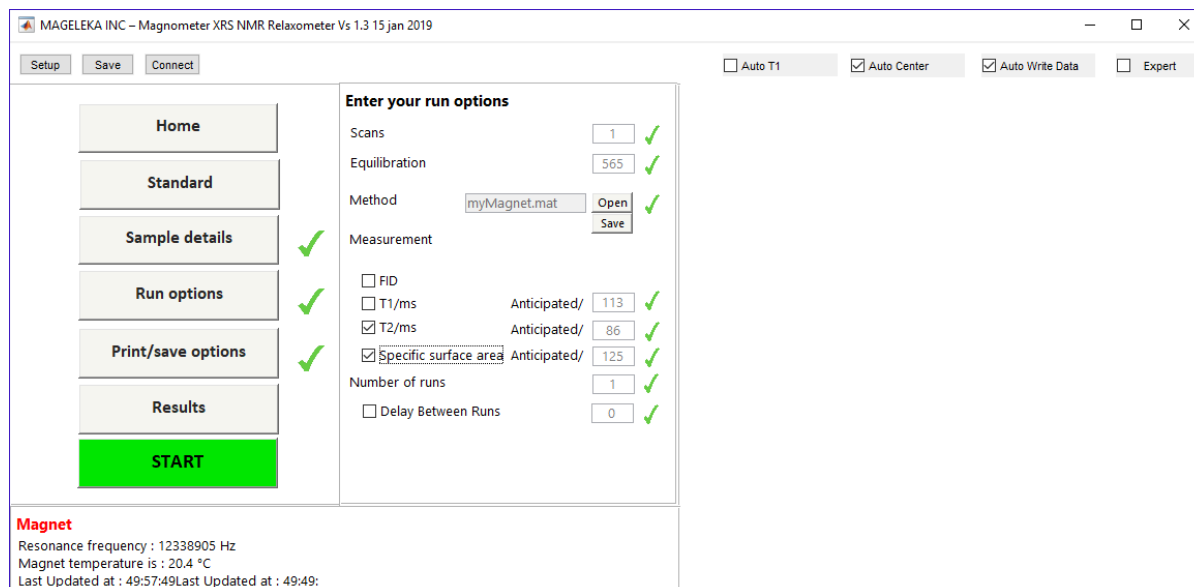 MAGELEKA INC – Magnometer XRS NMR Relaxometer Vs 1.3 15 jan 2019
Setup Save Connect Auto T1 Auto Center Auto Write Data Expert
Home
Standard
Sample details
Run options
Print/save options
Results
START
Enter your run options
Scans 1
Equilibration 565
Method myMagnet.mat Open
Save
Measurement
FID
T1/ms Anticipated/ 113
T2/ms Anticipated/ 86
Specific surface area Anticipated/ 125
Number of runs 1
Delay Between Runs 0
Magnet
Resonance frequency : 12338905 Hz
Magnet temperature is : 20.4 °C
Last Updated at : 49:57:49Last Updated at : 49:49: